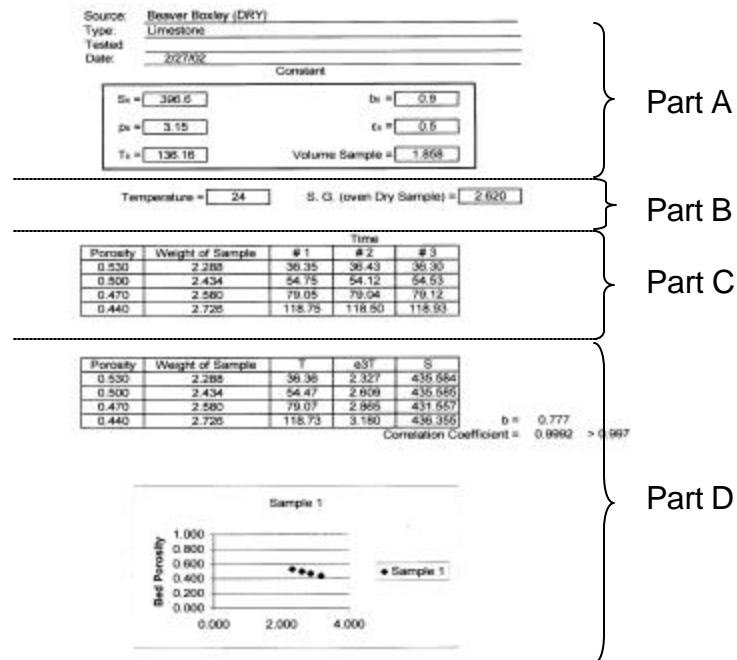 Source: Beaver Boxley (DRY)
Type: Limestone
Tested
Date: 2/27/02
Constant
Ss = 396.6 bs = 0.9
ps = 3.15 εs = 0.5
Ts = 136.16 Volume Sample = 1.858
Part A
Temperature = 24 S. G. (oven Dry Sample) = 2.620
Part B
Time
Porosity Weight of Sample # 1 # 2 # 3
0.530 2.288 36.35 36.43 36.30
0.500 2.434 54.75 54.12 54.53
0.470 2.580 79.05 79.04 79.12
0.440 2.726 118.75 118.50 118.93
Part C
Porosity Weight of Sample T e3T S
0.530 2.288 36.36 2.327 435.584
0.500 2.434 54.47 2.609 435.585
0.470 2.580 79.07 2.865 431.557
0.440 2.726 118.73 3.180 436.355 b = 0.777
Correlation Coefficient = 0.9992 > 0.997
Part D
Sample 1
Bed Porosity
1.000
0.800
0.600
0.400
0.200
0.000
Sample 1
0.000 2.000 4.000